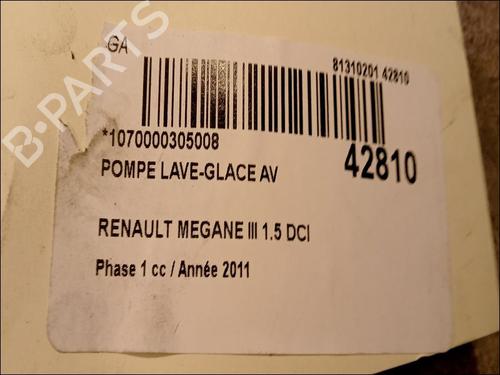 GA
81310201 42810
*1070000305008
42810
POMPE LAVE-GLACE AV
RENAULT MEGANE III 1.5 DCI
Phase 1 cc / Année 2011
B-PARTS